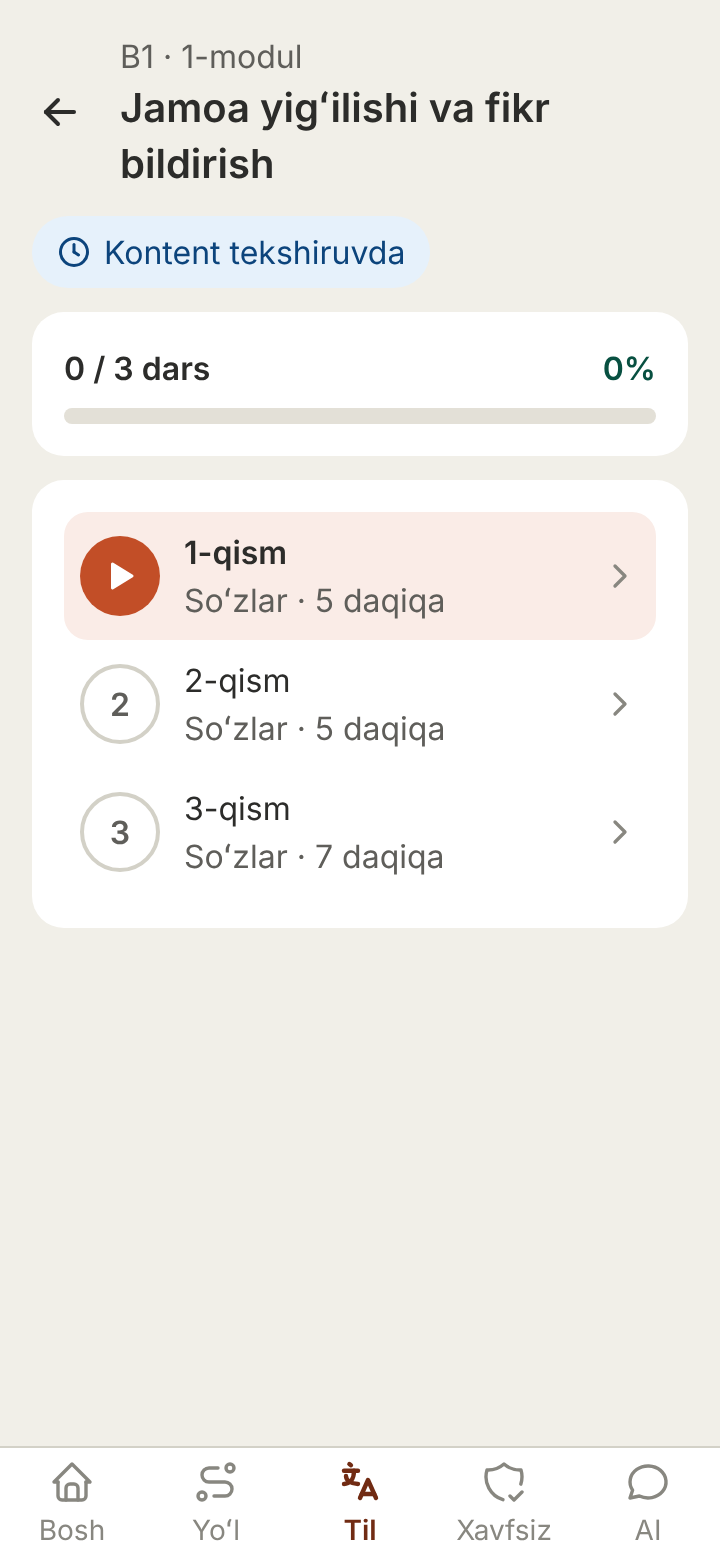 B1 · 1-modul
Jamoa yigʻilishi va fikr
bildirish
Kontent tekshiruvda
0 / 3 dars
0%
1-qism
Soʻzlar · 5 daqiqa
2
2-qism
Soʻzlar · 5 daqiqa
3
3-qism
Soʻzlar · 7 daqiqa
Bosh
Yoʻl
Til
Xavfsiz
AI